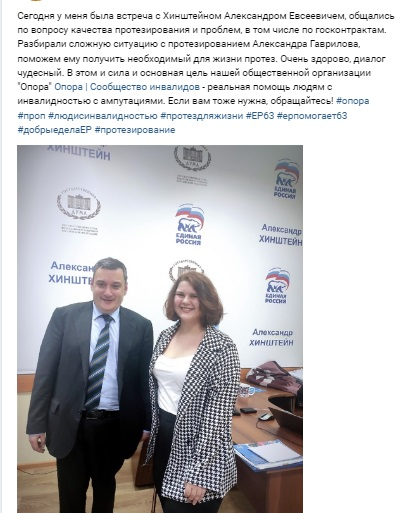 Сегодня у меня была встреча с Хинштейном Александром Евсеевичем, общались
по вопросу качества протезирования и проблем, в том числе по госконтрактам.
Разбирали сложную ситуацию с протезированием Александра Гаврилова,
поможем ему получить необходимый для жизни протез. Очень здорово, диалог
чудесный. В этом и сила и основная цель нашей общественной организации
"Опора" Опора | Сообщество инвалидов - реальная помощь людям с
инвалидностью с ампутациями. Если вам тоже нужна, обращайтесь! #опора
#проп #людисинвалидностью #протездляжизни #ЕР63 #ерпомогает63
#добрыеделаЕР #протезирование
ХИНШТЕЙН
ДУМА
ЕДИНАЯ
РОССИЯ
Александр
ХИНШТЕЙН
Александр
ХИНШТЕЙН
ЕДИНАЯ
РОССИЯ
Александр
ХИНШТЕЙН